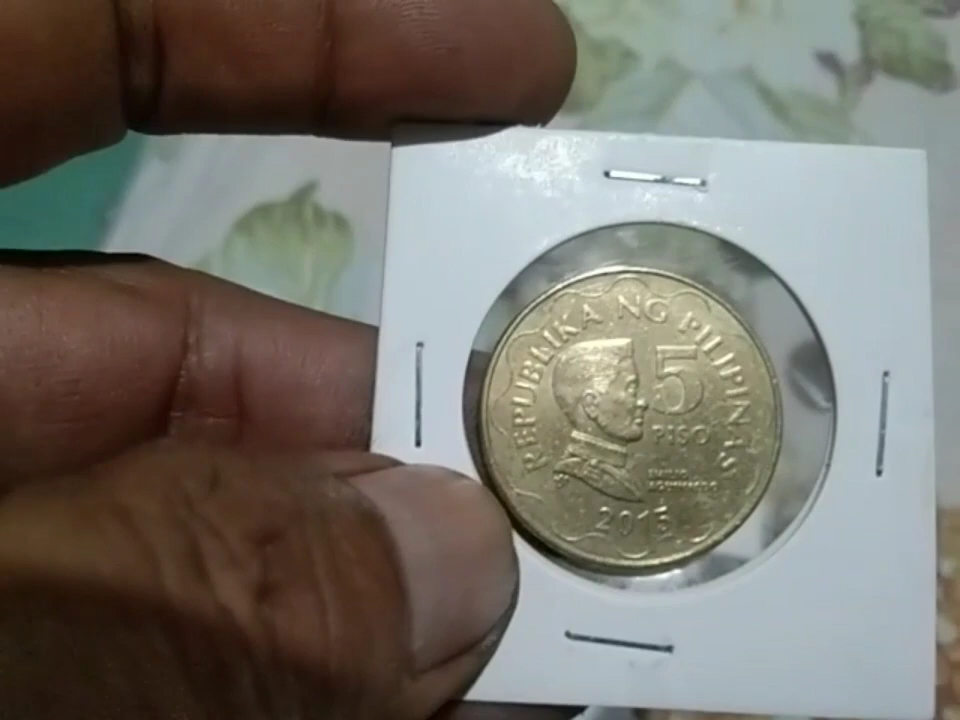 REPUBLIKA NG PILIPINAS
5
PISO
EMILIO
AGUINALDO
2015